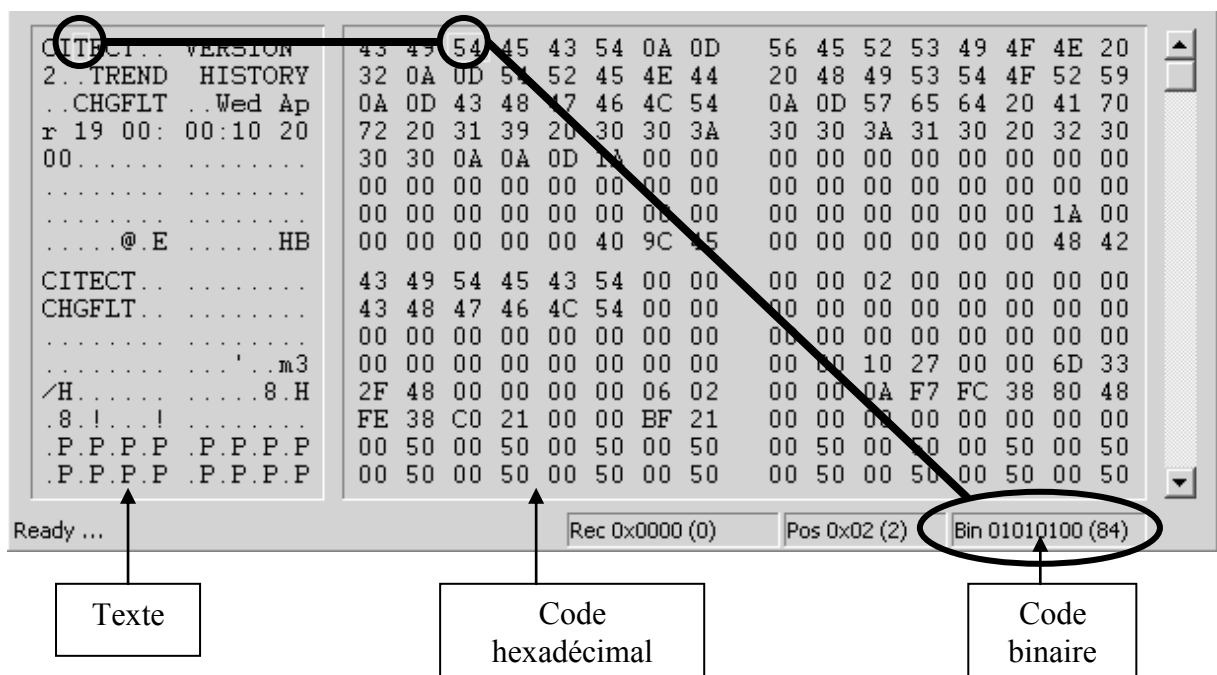 CITECT.. VERSION 43 49 54 45 43 54 0A 0D 56 45 52 53 49 4F 4E 20
2..TREND HISTORY 32 0A 0D 54 52 45 4E 44 20 48 49 53 54 4F 52 59
..CHGFLT ..Wed Ap 0A 0D 43 48 47 46 4C 54 0A 0D 57 65 64 20 41 70
r 19 00: 00:10 20 72 20 31 39 20 30 30 3A 30 30 3A 31 30 20 32 30
00...... ........ 30 30 0A 0A 0D 1A 00 00 00 00 00 00 00 00 00 00
........ ........ 00 00 00 00 00 00 00 00 00 00 00 00 00 00 00 00
........ ........ 00 00 00 00 00 00 00 00 00 00 00 00 00 00 1A 00
.....@.E ......HB 00 00 00 00 00 40 9C 45 00 00 00 00 00 00 48 42
CITECT.. ........ 43 49 54 45 43 54 00 00 00 00 02 00 00 00 00 00
CHGFLT.. ........ 43 48 47 46 4C 54 00 00 00 00 00 00 00 00 00 00
........ ........ 00 00 00 00 00 00 00 00 00 00 00 00 00 00 00 00
........ ...'..m3 00 00 00 00 00 00 00 00 00 00 10 27 00 00 6D 33
/H...... .....8.H 2F 48 00 00 00 00 06 02 00 00 0A F7 FC 38 80 48
.8.!...! ........ FE 38 C0 21 00 00 BF 21 00 00 00 00 00 00 00 00
.P.P.P.P .P.P.P.P 00 50 00 50 00 50 00 50 00 50 00 50 00 50 00 50
.P.P.P.P .P.P.P.P 00 50 00 50 00 50 00 50 00 50 00 50 00 50 00 50
Ready ... Rec 0x0000 (0) Pos 0x02 (2) Bin 01010100 (84)
Texte
Code
hexadécimal
Code
binaire